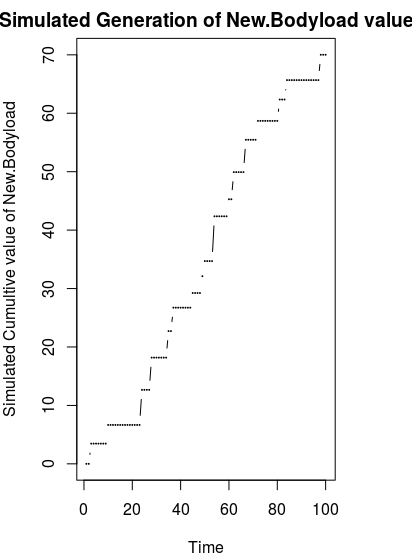 Simulated Generation of New.Bodyload value
Simulated Cumultive value of New.Bodyload
70
60
50
40
30
20
10
0
0 20 40 60 80 100
Time